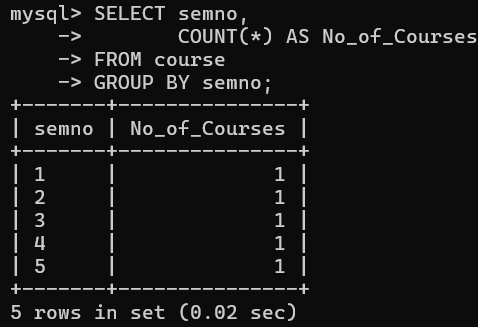 mysql> SELECT semno,
    ->        COUNT(*) AS No_of_Courses
    -> FROM course
    -> GROUP BY semno;
+-------+---------------+
| semno | No_of_Courses |
+-------+---------------+
| 1     |             1 |
| 2     |             1 |
| 3     |             1 |
| 4     |             1 |
| 5     |             1 |
+-------+---------------+
5 rows in set (0.02 sec)